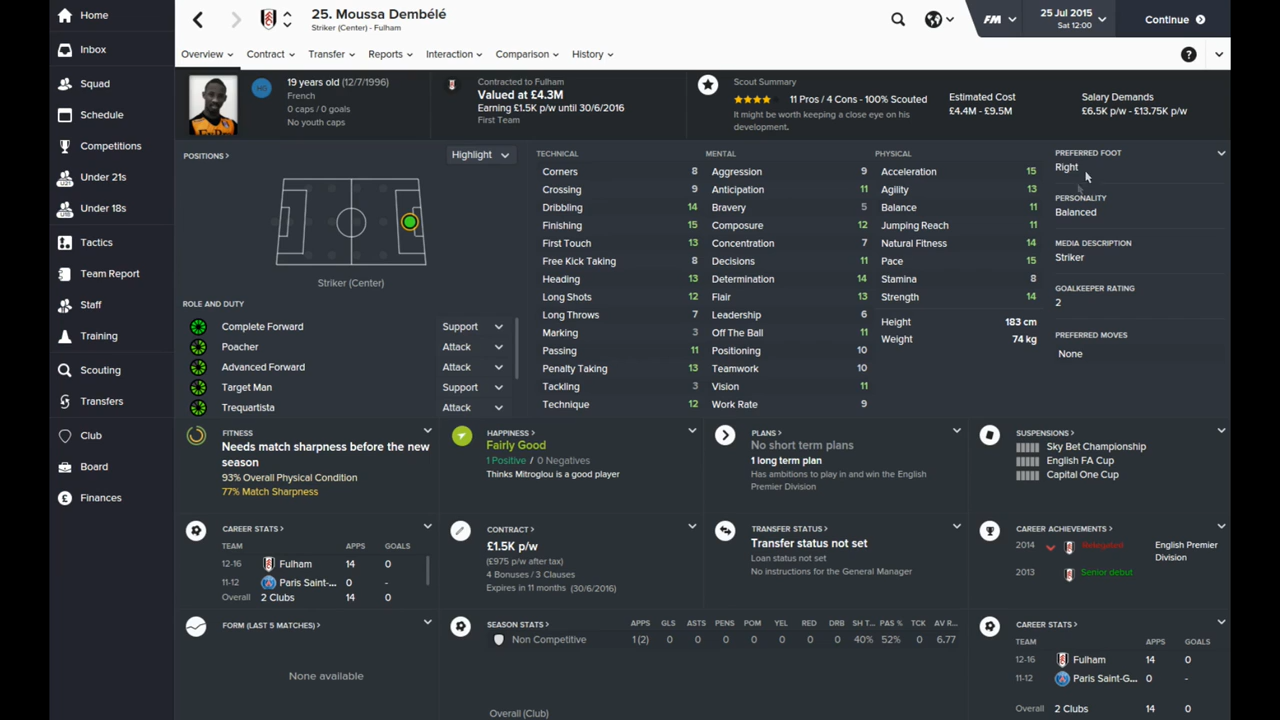 Home
Inbox
Squad
Schedule
Competitions
Under 21s
Under 18s
Tactics
Team Report
Staff
Training
Scouting
Transfers
Club
Board
Finances
25. Moussa Dembélé
Striker (Center) - Fulham
FM
25 Jul 2015
Sat 12:00
Continue
Overview Contract Transfer Reports Interaction Comparison History
19 years old (12/7/1996)
French
0 caps / 0 goals
No youth caps
Contracted to Fulham
Valued at £4.3M
Earning £1.5K p/w until 30/6/2016
First Team
Scout Summary
11 Pros / 4 Cons - 100% Scouted
It might be worth keeping a close eye on his
development.
Estimated Cost
£4.4M - £9.5M
Salary Demands
£6.5K p/w - £13.75K p/w
POSITIONS>
Highlight
Striker (Center)
ROLE AND DUTY
Complete Forward Support
Poacher Attack
Advanced Forward Attack
Target Man Support
Trequartista Attack
TECHNICAL
Corners 8
Crossing 9
Dribbling 14
Finishing 15
First Touch 13
Free Kick Taking 8
Heading 13
Long Shots 12
Long Throws 7
Marking 3
Passing 11
Penalty Taking 13
Tackling 3
Technique 12
MENTAL
Aggression 9
Anticipation 11
Bravery 5
Composure 12
Concentration 7
Decisions 11
Determination 14
Flair 13
Leadership 6
Off The Ball 11
Positioning 10
Teamwork 10
Vision 11
Work Rate 9
PHYSICAL
Acceleration 15
Agility 13
Balance 11
Jumping Reach 11
Natural Fitness 14
Pace 15
Stamina 8
Strength 14
Height 183 cm
Weight 74 kg
PREFERRED FOOT
Right
PERSONALITY
Balanced
MEDIA DESCRIPTION
Striker
GOALKEEPER RATING
2
PREFERRED MOVES
None
FITNESS
Needs match sharpness before the new
season
93% Overall Physical Condition
77% Match Sharpness
HAPPINESS>
Fairly Good
1 Positive / 0 Negatives
Thinks Mitroglou is a good player
PLANS>
No short term plans
1 long term plan
Has ambitions to play in and win the English
Premier Division
SUSPENSIONS>
Sky Bet Championship
English FA Cup
Capital One Cup
CAREER STATS>
TEAM APPS GOALS
12-16 Fulham 14 0
11-12 Paris Saint-... 0 -
Overall 2 Clubs 14 0
CONTRACT>
£1.5K p/w
(£975 p/w after tax)
4 Bonuses / 3 Clauses
Expires in 11 months (30/6/2016)
TRANSFER STATUS>
Transfer status not set
Loan status not set
No instructions for the General Manager
CAREER ACHIEVEMENTS>
2014 Relegated English Premier
Division
2013 Senior debut
FORM (LAST 5 MATCHES)>
None available
SEASON STATS> APPS GLS ASTS PENS POM YEL RED DRB SH T... PAS % TCK AV R...
Non Competitive 1 (2) 0 0 0 0 0 0 0 40% 52% 0 6.77
Overall (Club)
CAREER STATS>
TEAM APPS GOALS
12-16 Fulham 14 0
11-12 Paris Saint-G... 0 -
Overall 2 Clubs 14 0